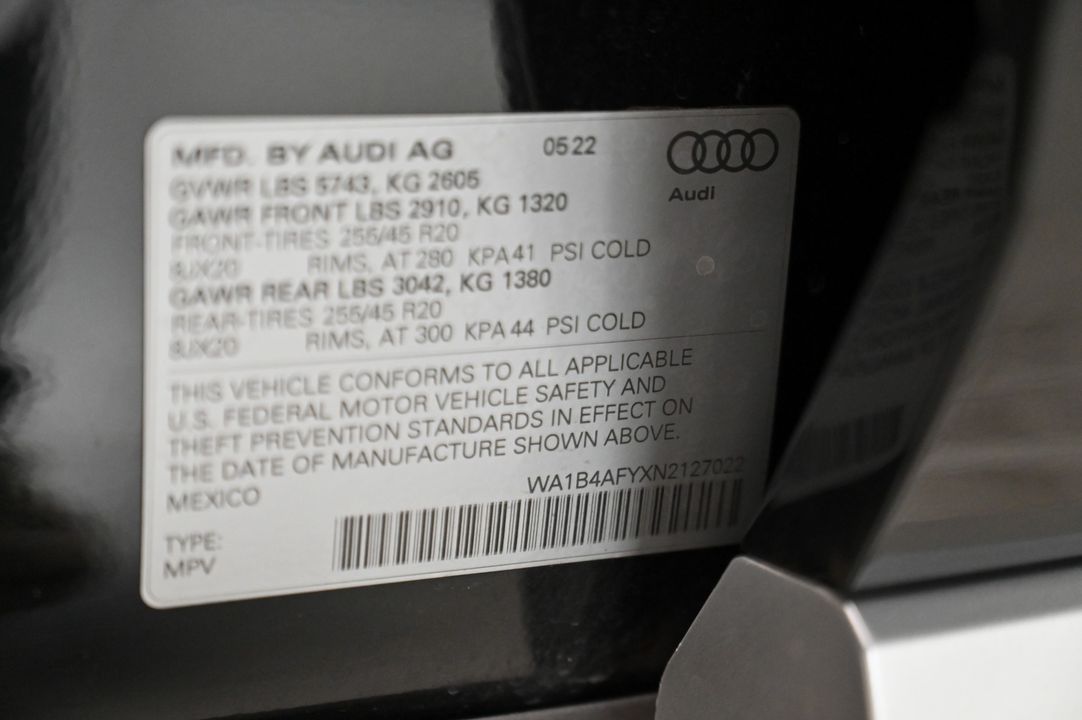 MFD. BY AUDI AG 05 22
Audi
GVWR LBS 5743, KG 2605
GAWR FRONT LBS 2910, KG 1320
FRONT-TIRES 255/45 R20
8JX20 RIMS, AT 280 KPA 41 PSI COLD
GAWR REAR LBS 3042, KG 1380
REAR-TIRES 255/45 R20
8JX20 RIMS, AT 300 KPA 44 PSI COLD
THIS VEHICLE CONFORMS TO ALL APPLICABLE
U.S. FEDERAL MOTOR VEHICLE SAFETY AND
THEFT PREVENTION STANDARDS IN EFFECT ON
THE DATE OF MANUFACTURE SHOWN ABOVE.
MEXICO WA1B4AFYXN2127022
TYPE:
MPV